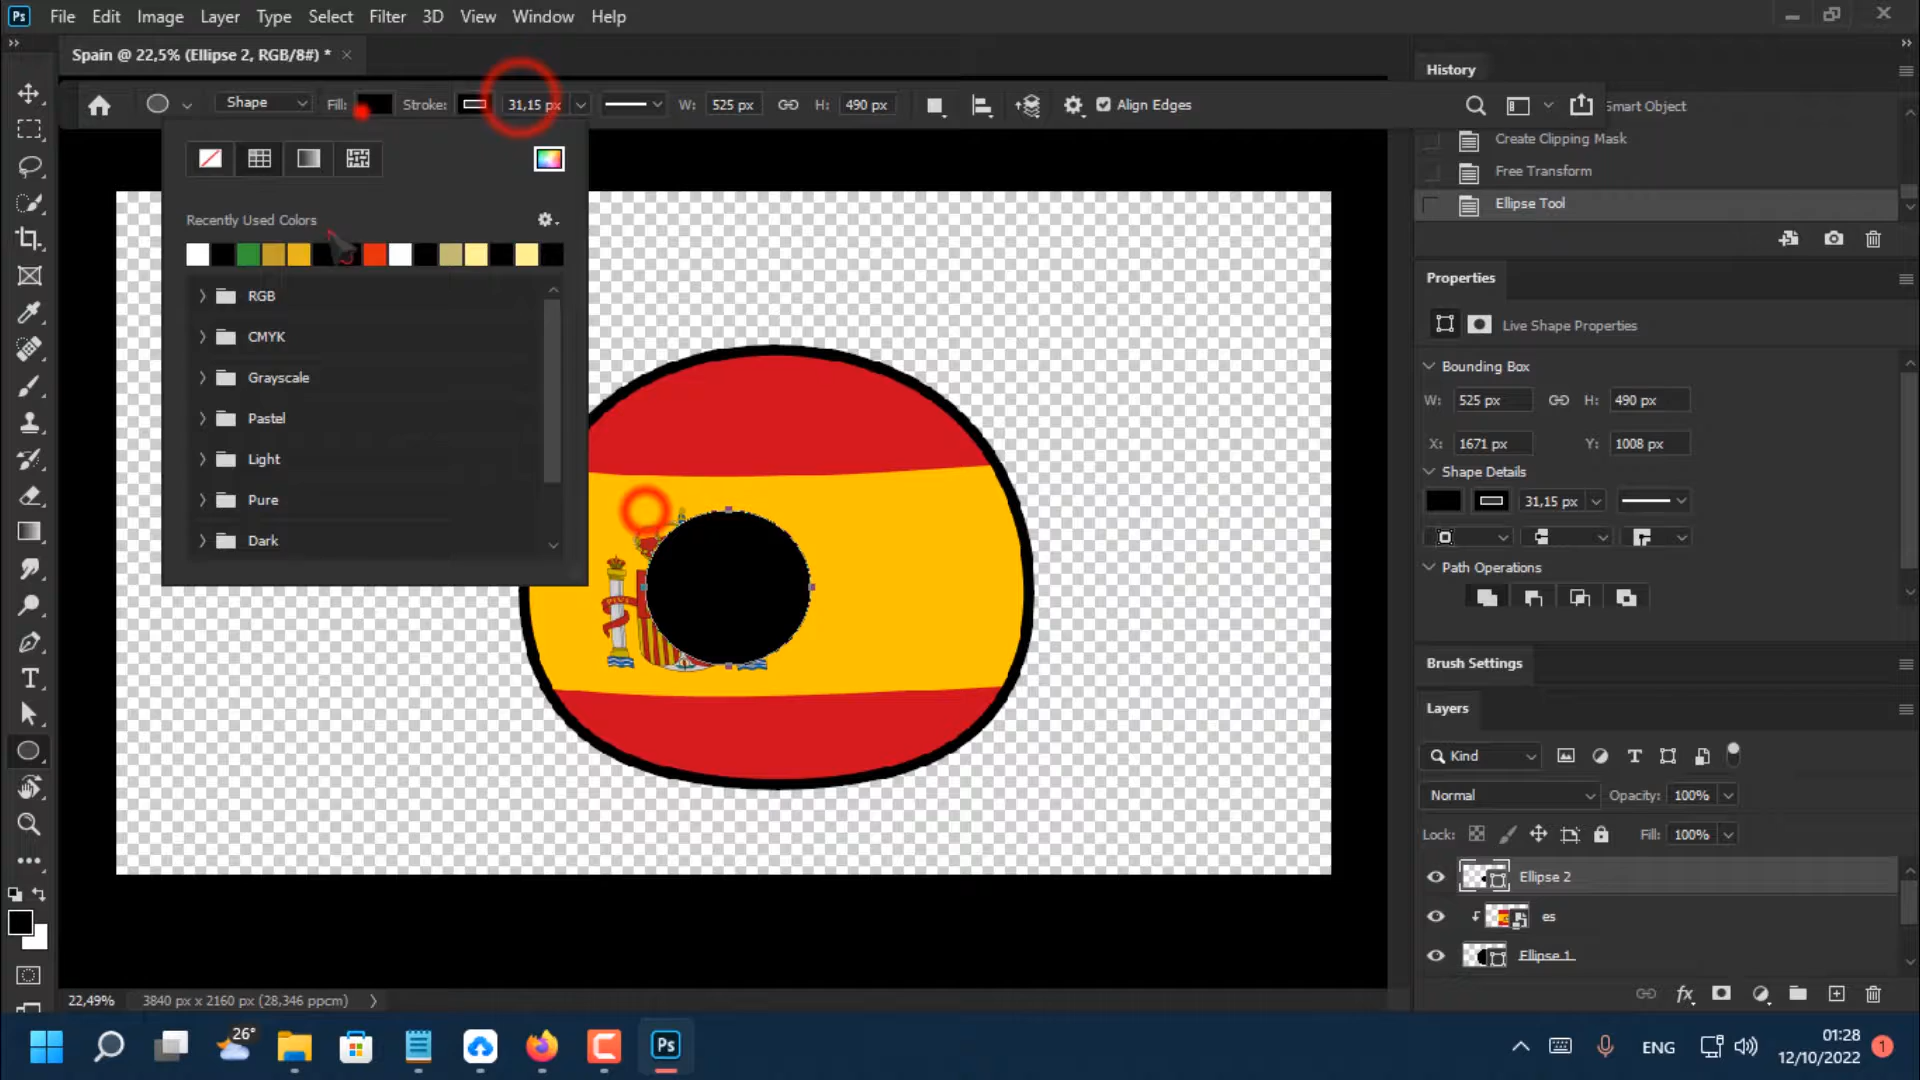 Ps File Edit Image Layer Type Select Filter 3D View Window Help
Spain @ 22,5% (Ellipse 2, RGB/8#) *
Shape Fill: Stroke: 31,15 px W: 525 px H: 490 px Align Edges
Recently Used Colors
RGB
CMYK
Grayscale
Pastel
Light
Pure
Dark
History
Smart Object
Create Clipping Mask
Free Transform
Ellipse Tool
Properties
Live Shape Properties
Bounding Box
W: 525 px H: 490 px
X: 1671 px Y: 1008 px
Shape Details
31,15 px
Path Operations
Brush Settings
Layers
Kind
Normal Opacity: 100%
Lock: Fill: 100%
Ellipse 2
es
Ellipse 1
fx
22,49% 3840 px x 2160 px (28,346 ppcm)
26°
Ps
ENG
01:28
12/10/2022
1